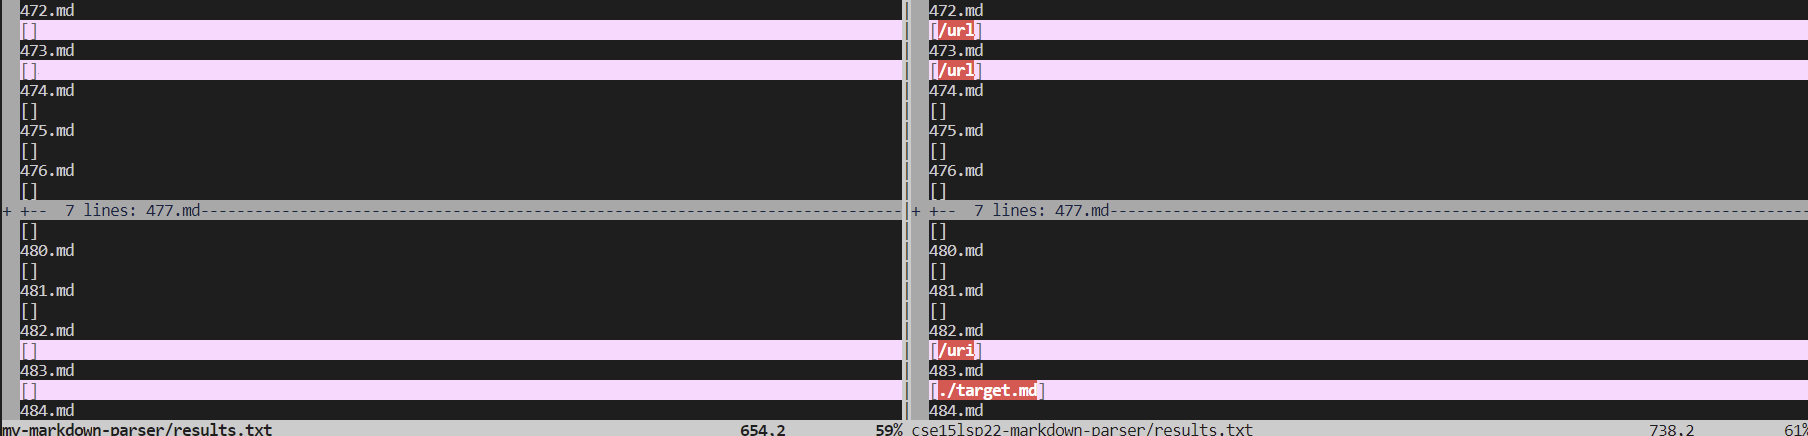 472.md
[]
473.md
[]
474.md
[]
475.md
[]
476.md
[]
+ +-- 7 lines: 477.md--------------------------------------------------------------------------------
[]
480.md
[]
481.md
[]
482.md
[]
483.md
[]
484.md
my-markdown-parser/results.txt 654,2 59%
472.md
[/url]
473.md
[/url]
474.md
[]
475.md
[]
476.md
[]
+ +-- 7 lines: 477.md--------------------------------------------------------------------------------
[]
480.md
[]
481.md
[]
482.md
[/uri]
483.md
[./target.md]
484.md
cse15lsp22-markdown-parser/results.txt 738,2 61%